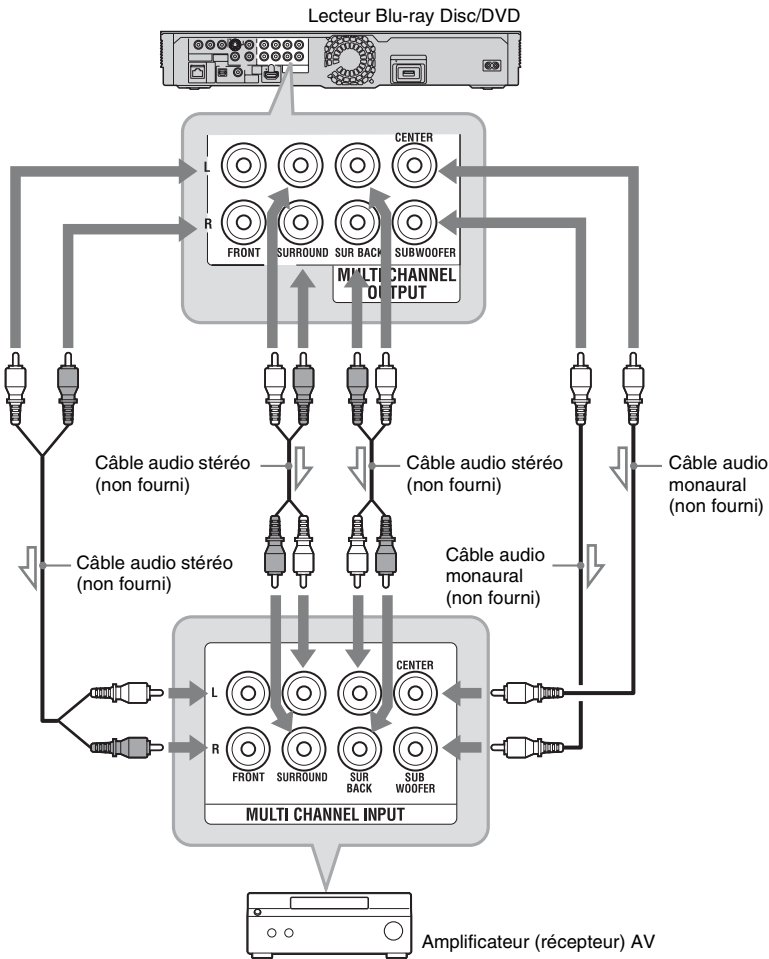 Lecteur Blu-ray Disc/DVD
CENTER
L
R
FRONT SURROUND SUR BACK SUBWOOFER
MULTI CHANNEL
OUTPUT
Câble audio stéréo
(non fourni)
Câble audio stéréo
(non fourni)
Câble audio
monaural
(non fourni)
Câble audio stéréo
(non fourni)
Câble audio
monaural
(non fourni)
CENTER
L
R
FRONT SURROUND SUR
BACK SUB
WOOFER
MULTI CHANNEL INPUT
Amplificateur (récepteur) AV